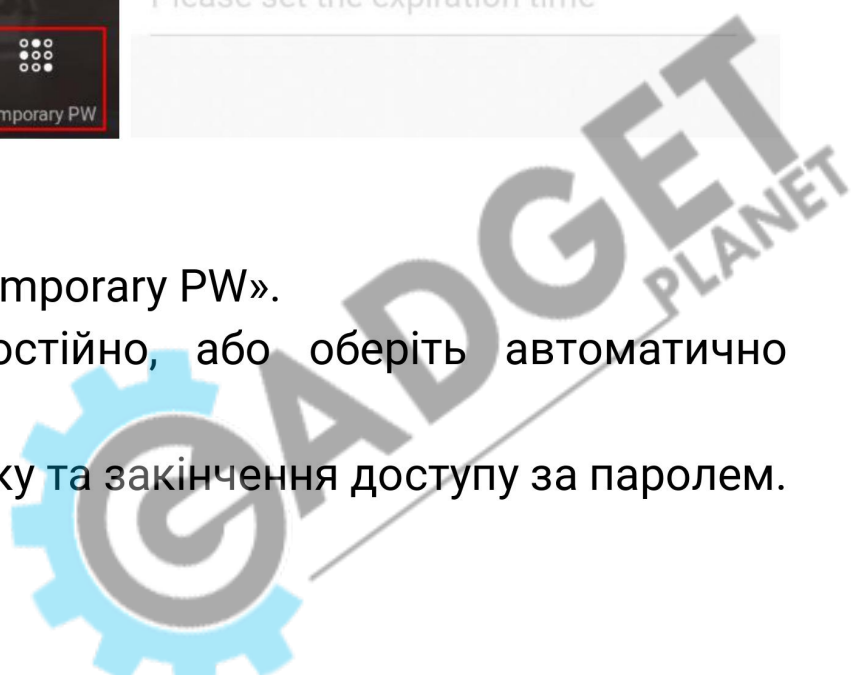 Please set the expiration time
mporary PW
mporary PW».
остійно, або оберіть автоматично
ку та закінчення доступу за паролем.
GADGET
PLANET